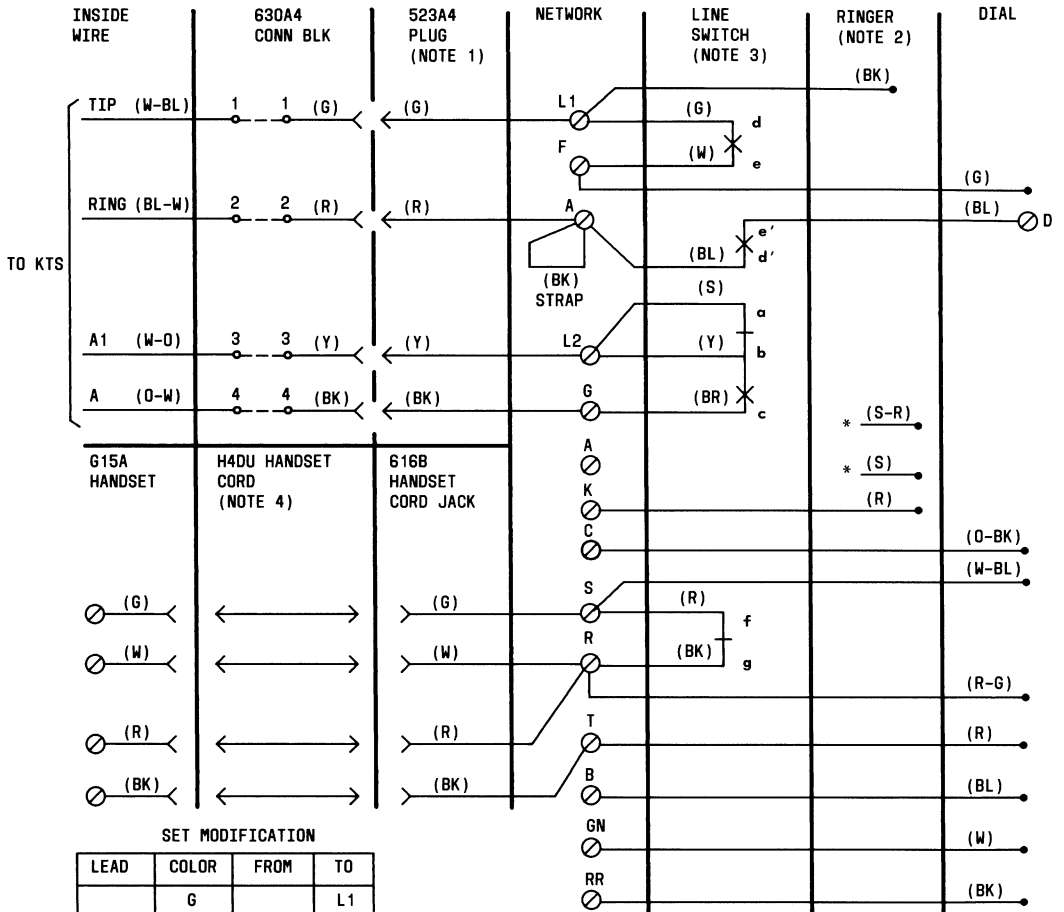 INSIDE WIRE
630A4 CONN BLK
523A4 PLUG (NOTE 1)
NETWORK
LINE SWITCH (NOTE 3)
RINGER (NOTE 2)
DIAL
(BK)
TIP (W-BL) 1 1 (G) (G) L1 (G) d
F (W) e
(G)
RING (BL-W) 2 2 (R) (R) A (BL) D
e'
TO KTS
(BL) d'
(BK) STRAP
(S) a
A1 (W-O) 3 3 (Y) (Y) L2 (Y) b
A (O-W) 4 4 (BK) (BK) G (BR) c
* (S-R)
G15A HANDSET
H4DU HANDSET CORD (NOTE 4)
616B HANDSET CORD JACK
A
* (S)
K (R)
C (O-BK)
(W-BL)
(G) (G) S (R) f
(W) (W) R (BK) g
(R-G)
(R) (R) T (R)
(BK) (BK) B (BL)
SET MODIFICATION
GN (W)
LEAD COLOR FROM TO
RR (BK)
G L1